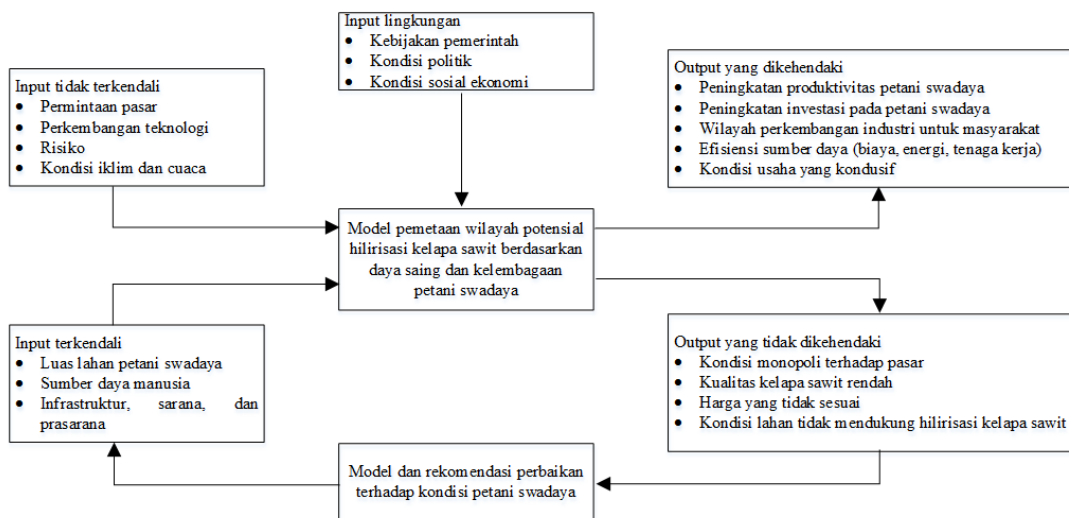 Input lingkungan
• Kebijakan pemerintah
• Kondisi politik
• Kondisi sosial ekonomi
Input tidak terkendali
• Permintaan pasar
• Perkembangan teknologi
• Risiko
• Kondisi iklim dan cuaca
Output yang dikehendaki
• Peningkatan produktivitas petani swadaya
• Peningkatan investasi pada petani swadaya
• Wilayah perkembangan industri untuk masyarakat
• Efisiensi sumber daya (biaya, energi, tenaga kerja)
• Kondisi usaha yang kondusif
Model pemetaan wilayah potensial
hilirisasi kelapa sawit berdasarkan
daya saing dan kelembagaan
petani swadaya
Input terkendali
• Luas lahan petani swadaya
• Sumber daya manusia
• Infrastruktur, sarana, dan
prasarana
Output yang tidak dikehendaki
• Kondisi monopoli terhadap pasar
• Kualitas kelapa sawit rendah
• Harga yang tidak sesuai
• Kondisi lahan tidak mendukung hilirisasi kelapa sawit
Model dan rekomendasi perbaikan
terhadap kondisi petani swadaya